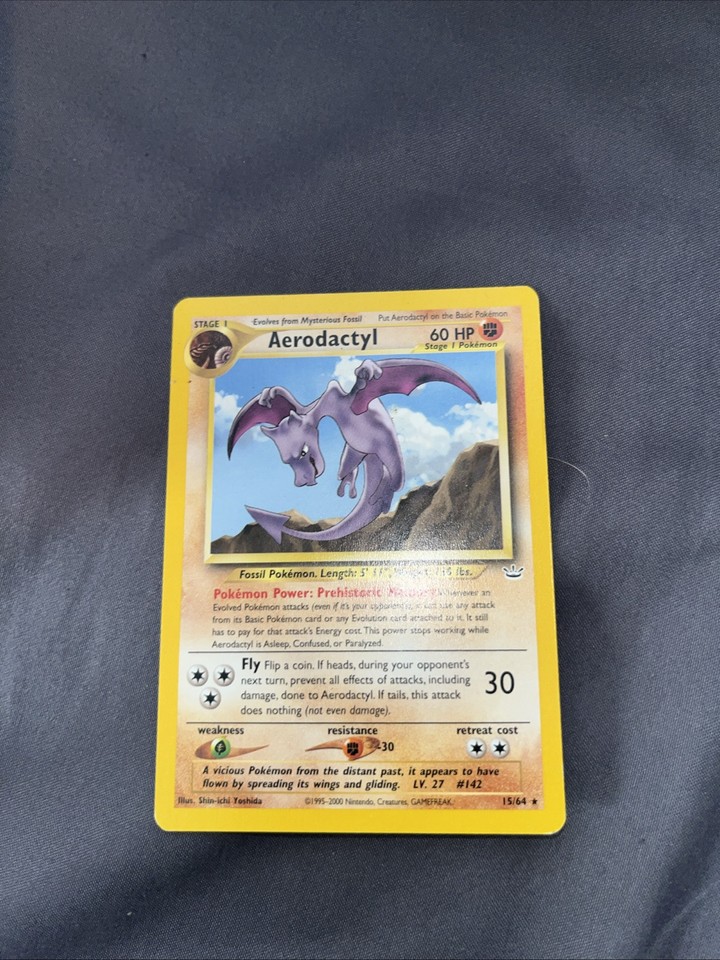 STAGE 1 Evolves from Mysterious Fossil Put Aerodactyl on the Basic Pokémon
Aerodactyl 60 HP
Stage 1 Pokémon
Fossil Pokémon. Length: 5' lbs.
Pokémon Power: Prehistoric Whenever an
Evolved Pokémon attacks (even if it's your opponent's), it can use any attack
from its Basic Pokémon card or any Evolution card attached to it. It still
has to pay for that attack's Energy cost. This power stops working while
Aerodactyl is Asleep, Confused, or Paralyzed.
Fly Flip a coin. If heads, during your opponent's
next turn, prevent all effects of attacks, including
damage, done to Aerodactyl. If tails, this attack
does nothing (not even damage).
30
weakness resistance retreat cost
-30
A vicious Pokémon from the distant past, it appears to have
flown by spreading its wings and gliding. LV. 27 #142
Illus. Shin-ichi Yoshida ©1995-2000 Nintendo, Creatures, GAMEFREAK. 15/64 ★